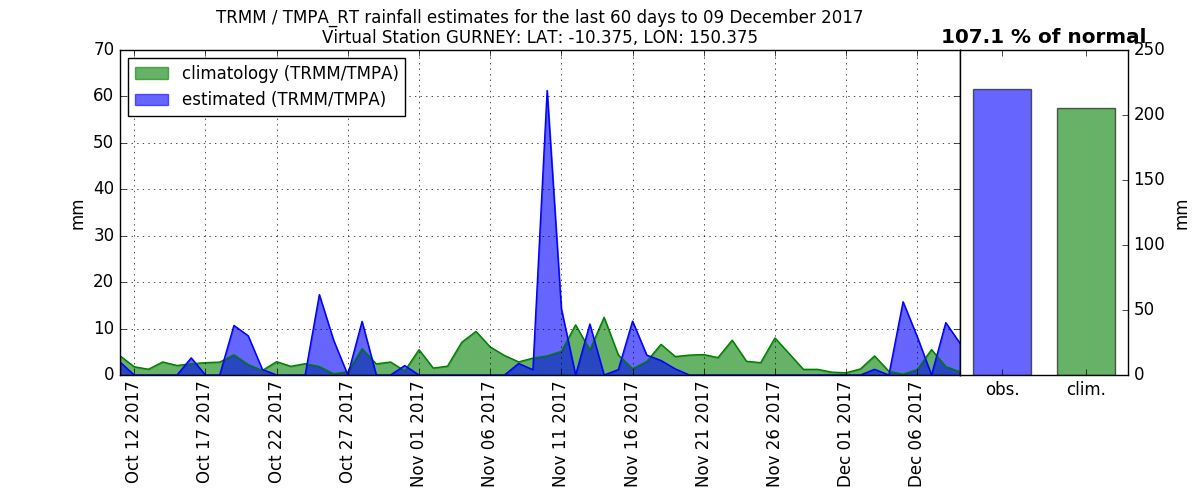 TRMM / TMPA_RT rainfall estimates for the last 60 days to 09 December 2017
Virtual Station GURNEY: LAT: -10.375, LON: 150.375
107.1 % of normal
climatology (TRMM/TMPA)
estimated (TRMM/TMPA)
70
60
50
40
30
20
10
0
mm
250
200
150
100
50
0
mm
Oct 12 2017
Oct 17 2017
Oct 22 2017
Oct 27 2017
Nov 01 2017
Nov 06 2017
Nov 11 2017
Nov 16 2017
Nov 21 2017
Nov 26 2017
Dec 01 2017
Dec 06 2017
obs.
clim.